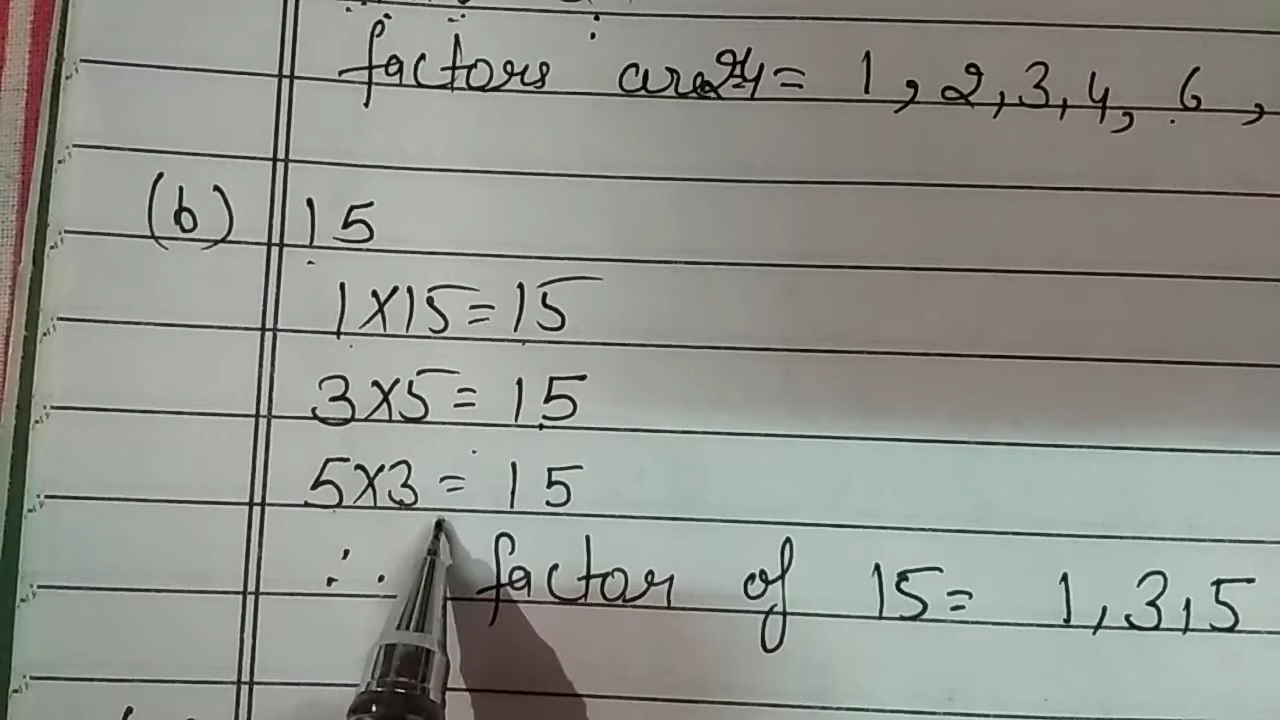 factors are 24 = 1, 2, 3, 4, 6,
(b) 15
1×15=15
3×5=15
5×3=15
∴ factor of 15= 1,3,5